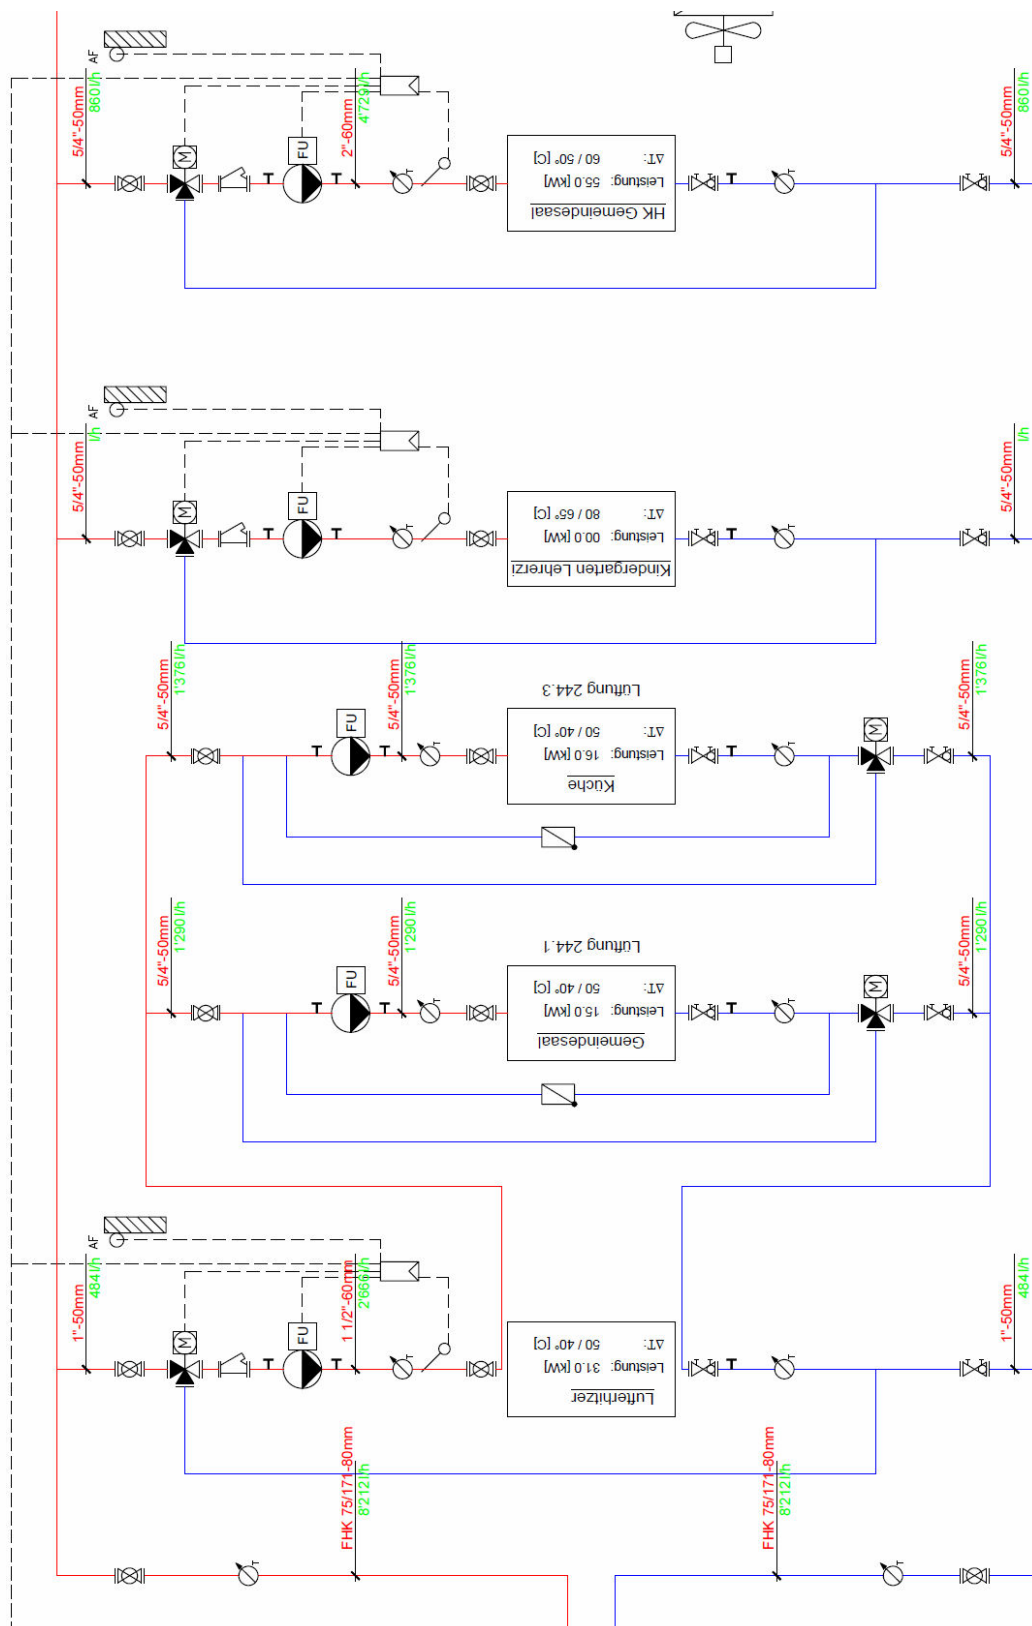 AF
5/4"-50mm
860 l/h
M
FU
2"-60mm
4'729 l/h
T
T
T
HK Gemeindesaal
Leistung: 55.0 [kW]
ΔT: 60 / 50° [C]
T
T
5/4"-50mm
860 l/h
AF
5/4"-50mm
l/h
M
FU
T
T
T
Kindergarten Lehrerzi
Leistung: 00.0 [kW]
ΔT: 80 / 65° [C]
T
T
5/4"-50mm
l/h
5/4"-50mm
1'376 l/h
FU
5/4"-50mm
1'376 l/h
T
T
T
Lüftung 244.3
Küche
Leistung: 16.0 [kW]
ΔT: 50 / 40° [C]
T
T
M
5/4"-50mm
1'376 l/h
5/4"-50mm
1'290 l/h
FU
5/4"-50mm
1'290 l/h
T
T
T
Lüftung 244.1
Gemeindesaal
Leistung: 15.0 [kW]
ΔT: 50 / 40° [C]
T
T
M
5/4"-50mm
1'290 l/h
AF
1"-50mm
484 l/h
M
FU
1 1/2"-60mm
2'666 l/h
T
T
T
Lufterhitzer
Leistung: 31.0 [kW]
ΔT: 50 / 40° [C]
T
T
1"-50mm
484 l/h
FHK 75/171-80mm
8'212 l/h
T
FHK 75/171-80mm
8'212 l/h
T